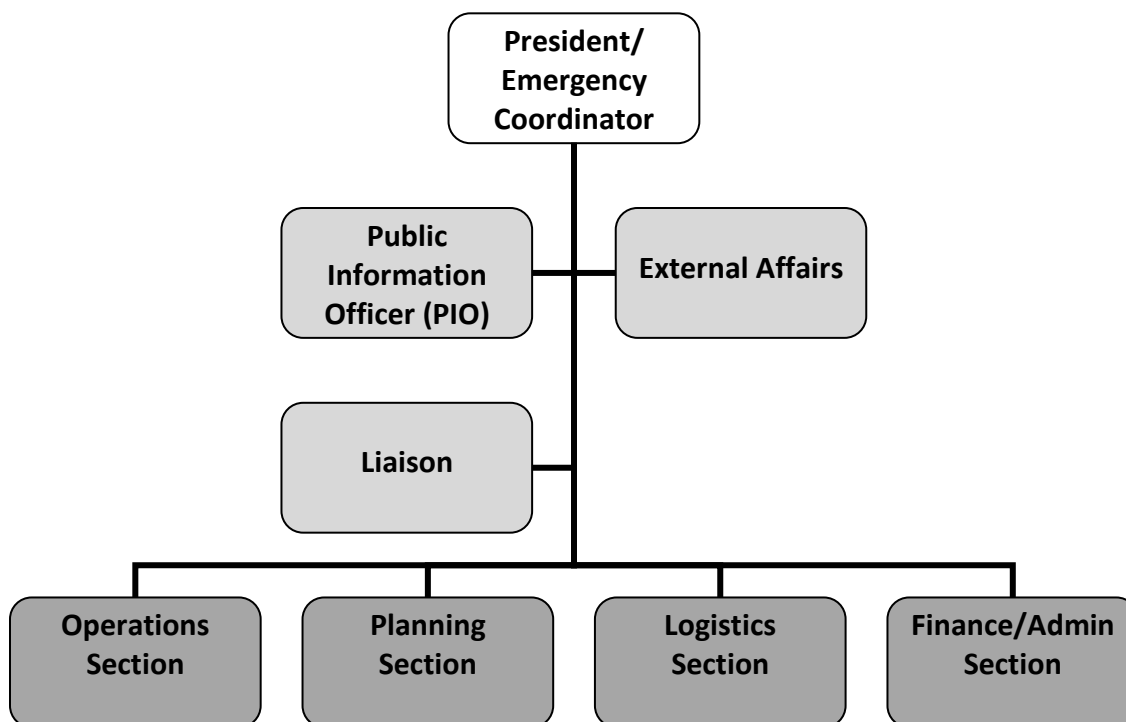 President/
Emergency
Coordinator
Public
Information
Officer (PIO)
External Affairs
Liaison
Operations
Section
Planning
Section
Logistics
Section
Finance/Admin
Section